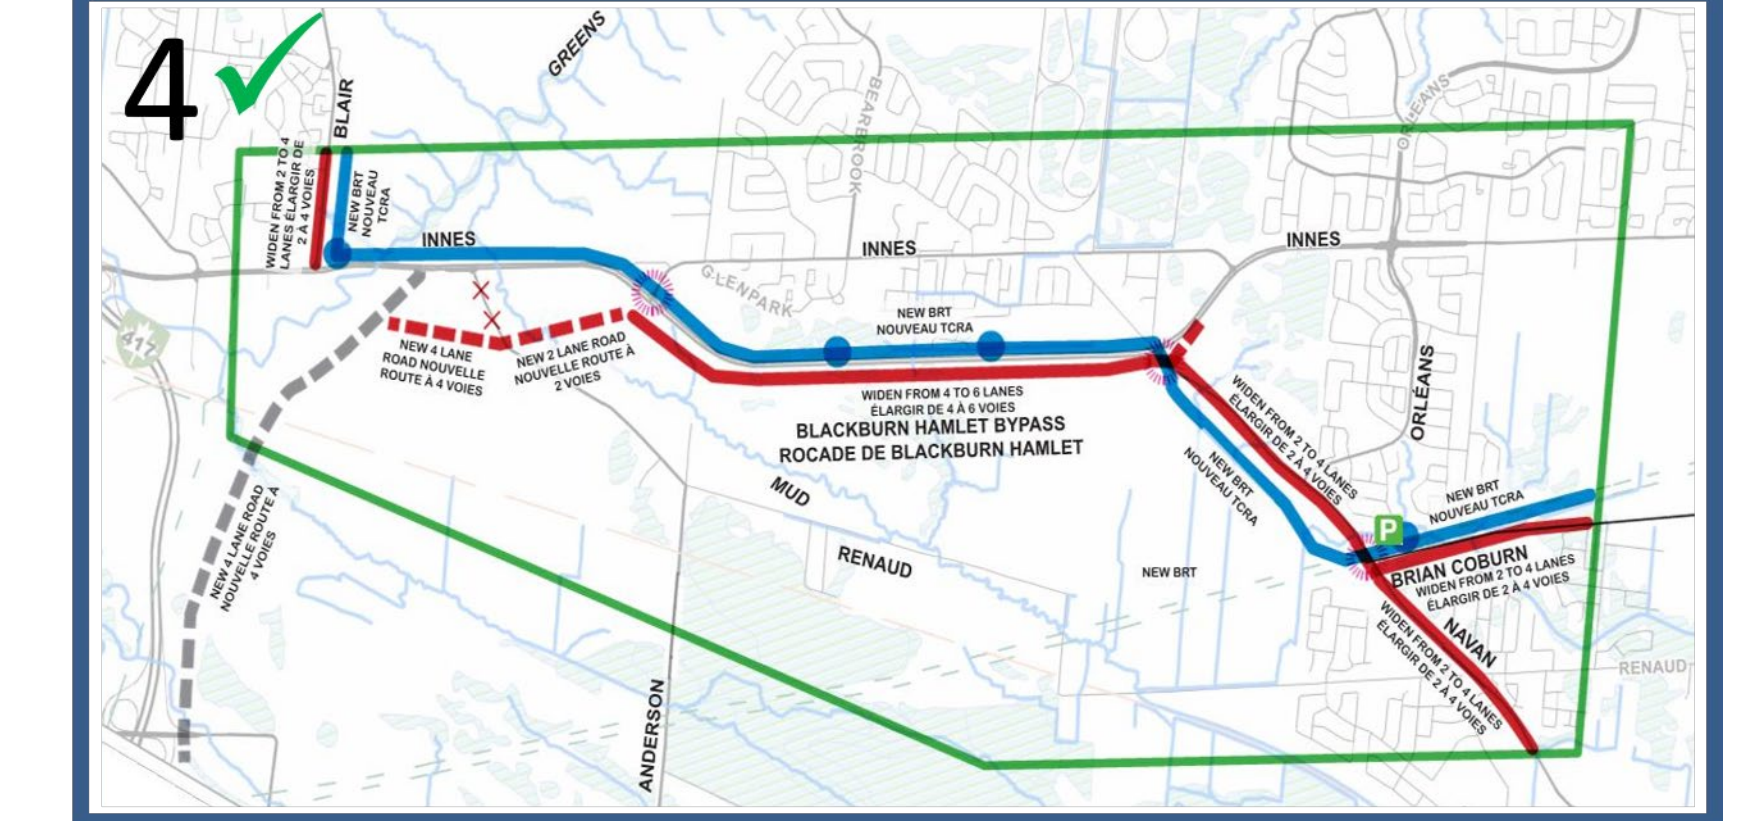 4
BLAIR
GREENS
BEARBROOK
ORLEANS
WIDEN FROM 2 TO 4
LANES ÉLARGIR DE
2 À 4 VOIES
NEW BRT
NOUVEAU
TCRA
INNES
INNES
INNES
GLENPARK
417
NEW 4 LANE
ROAD NOUVELLE
ROUTE À 4 VOIES
NEW 2 LANE ROAD
NOUVELLE ROUTE À
2 VOIES
NEW BRT
NOUVEAU TCRA
WIDEN FROM 4 TO 6 LANES
ÉLARGIR DE 4 À 6 VOIES
BLACKBURN HAMLET BYPASS
ROCADE DE BLACKBURN HAMLET
WIDEN FROM 2 TO 4 LANES
ÉLARGIR DE 2 À 4 VOIES
ORLÉANS
NEW BRT
NOUVEAU TCRA
NEW BRT
NOUVEAU TCRA
P
BRIAN COBURN
WIDEN FROM 2 TO 4 LANES
ÉLARGIR DE 2 À 4 VOIES
NEW 4 LANE ROAD
NOUVELLE ROUTE À
4 VOIES
MUD
RENAUD
NEW BRT
NAVAN
WIDEN FROM 2 TO 4 LANES
ÉLARGIR DE 2 À 4 VOIES
RENAUD
ANDERSON